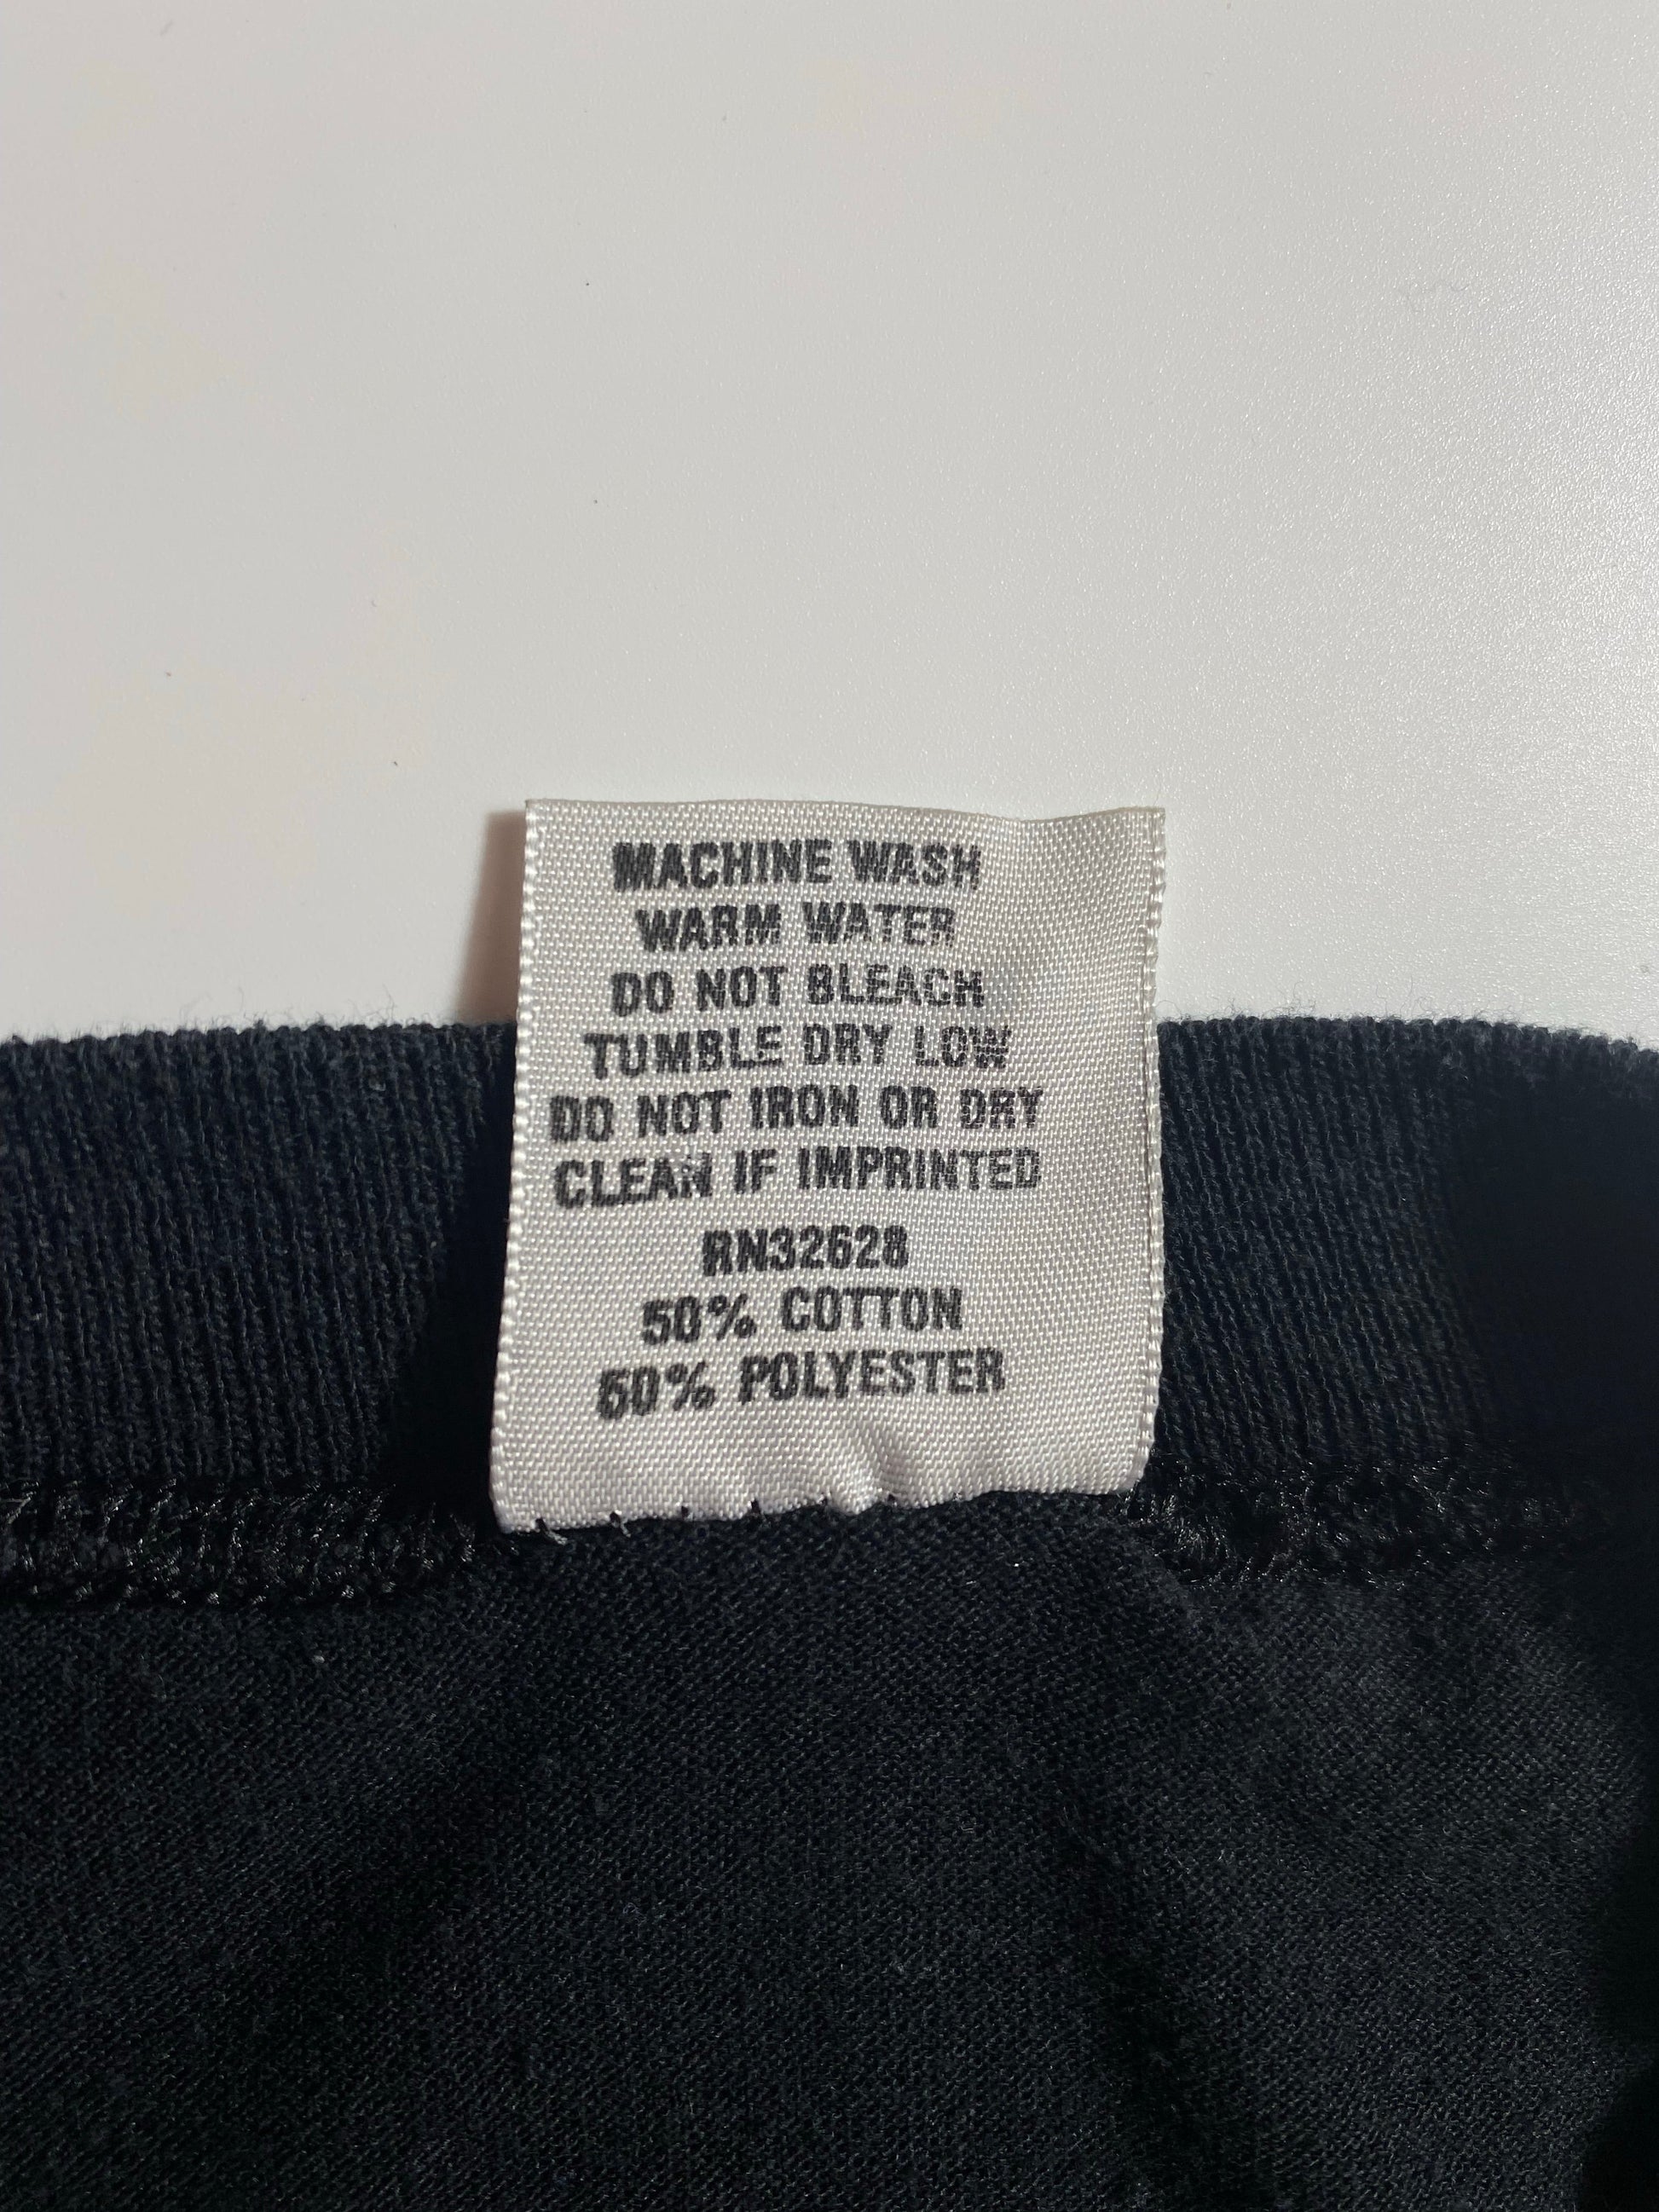 MACHINE WASH
WARM WATER
DO NOT BLEACH
TUMBLE DRY LOW
DO NOT IRON OR DRY
CLEAN IF IMPRINTED
RN32628
50% COTTON
50% POLYESTER